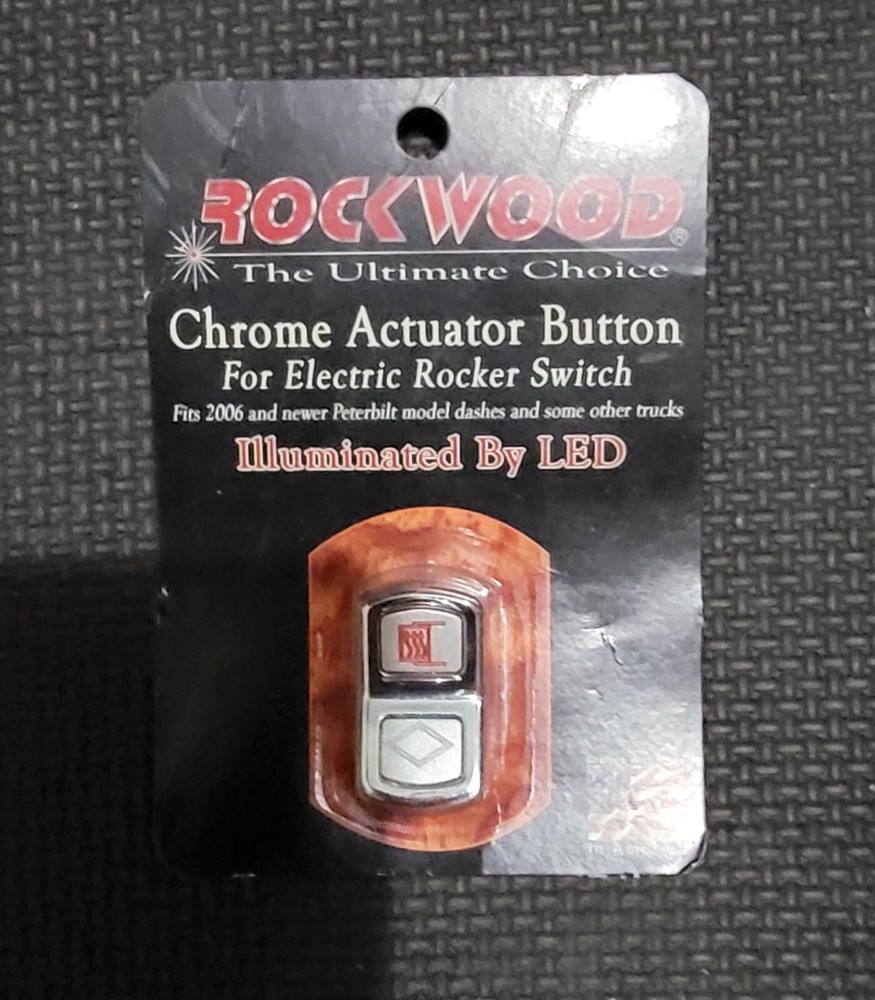 ROCKWOOD®
The Ultimate Choice
Chrome Actuator Button
For Electric Rocker Switch
Fits 2006 and newer Peterbilt model dashes and some other trucks
Illuminated By LED
In